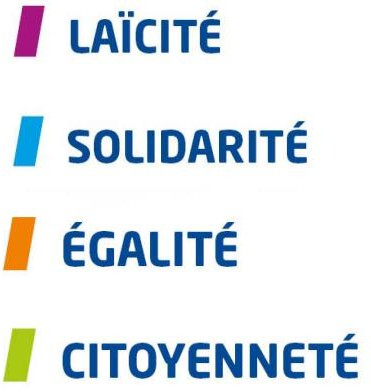 LAÏCITÉ
SOLIDARITÉ
ÉGALITÉ
CITOYENNETÉ